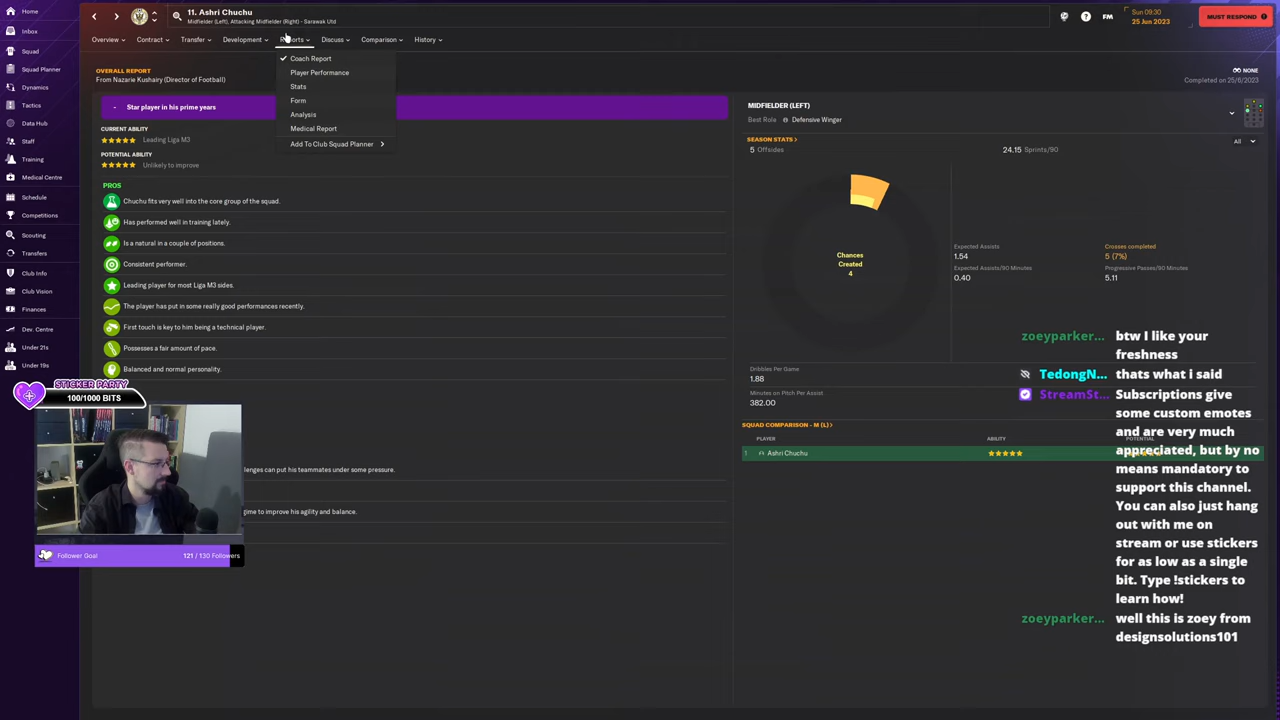 11. Ashri Chuchu
Midfielder (Left), Attacking Midfielder (Right) - Sarawak Utd
FM
Sun 09:30
25 Jun 2023
MUST RESPOND
Home
Inbox
Squad
Squad Planner
Dynamics
Tactics
Data Hub
Staff
Training
Medical Centre
Schedule
Competitions
Scouting
Transfers
Club Info
Club Vision
Finances
Dev. Centre
Under 21s
Under 19s
Overview
Contract
Transfer
Development
Reports
Discuss
Comparison
History
Coach Report
Player Performance
Stats
Form
Analysis
Medical Report
Add To Club Squad Planner
OVERALL REPORT
From Nazarie Kushairy (Director of Football)
NONE
Completed on 25/6/2023
- Star player in his prime years
CURRENT ABILITY
Leading Liga M3
POTENTIAL ABILITY
Unlikely to improve
PROS
Chuchu fits very well into the core group of the squad.
Has performed well in training lately.
Is a natural in a couple of positions.
Consistent performer.
Leading player for most Liga M3 sides.
The player has put in some really good performances recently.
First touch is key to him being a technical player.
Possesses a fair amount of pace.
Balanced and normal personality.
lenges can put his teammates under some pressure.
gime to improve his agility and balance.
MIDFIELDER (LEFT)
Best Role
Defensive Winger
SEASON STATS
5 Offsides
24.15 Sprints/90
All
Chances
Created
4
Expected Assists
1.54
Crosses completed
5 (7%)
Expected Assists/90 Minutes
0.40
Progressive Passes/90 Minutes
5.11
Dribbles Per Game
1.88
Minutes on Pitch Per Assist
382.00
SQUAD COMPARISON - M (L)
PLAYER
ABILITY
1 Ashri Chuchu
STICKER PARTY
100/1000 BITS
Follower Goal
121 / 130 Followers
zoeyparker... btw I like your
freshness
TedongN... thats what i said
StreamSt... Subscriptions give
some custom emotes
and are very much
appreciated, but by no
means mandatory to
support this channel.
You can also just hang
out with me on
stream or use stickers
for as low as a single
bit. Type !stickers to
learn how!
zoeyparker... well this is zoey from
designsolutions101